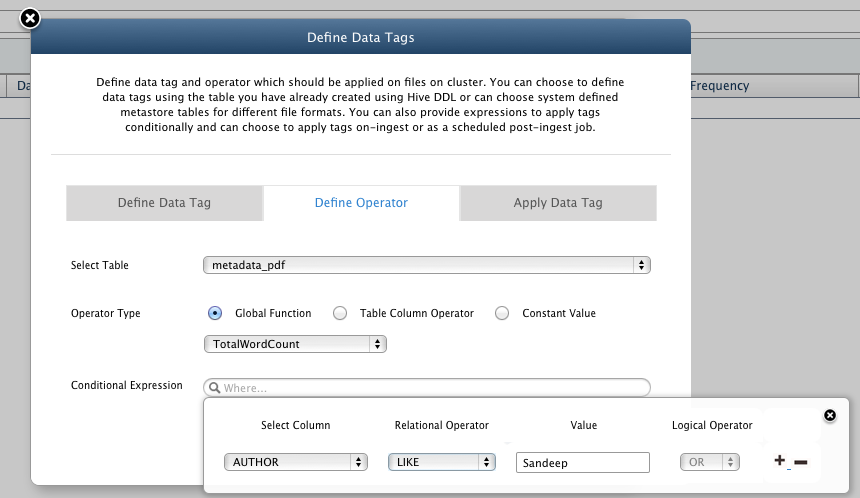 Define Data Tags
Define data tag and operator which should be applied on files on cluster. You can choose to define
data tags using the table you have already created using Hive DDL or can choose system defined
metastore tables for different file formats. You can also provide expressions to apply tags
conditionally and can choose to apply tags on-ingest or as a scheduled post-ingest job.
Da
Frequency
Define Data Tag
Define Operator
Apply Data Tag
Select Table
metadata_pdf
Operator Type
Global Function
Table Column Operator
Constant Value
TotalWordCount
Conditional Expression
Where...
Select Column
Relational Operator
Value
Logical Operator
AUTHOR
LIKE
Sandeep
OR